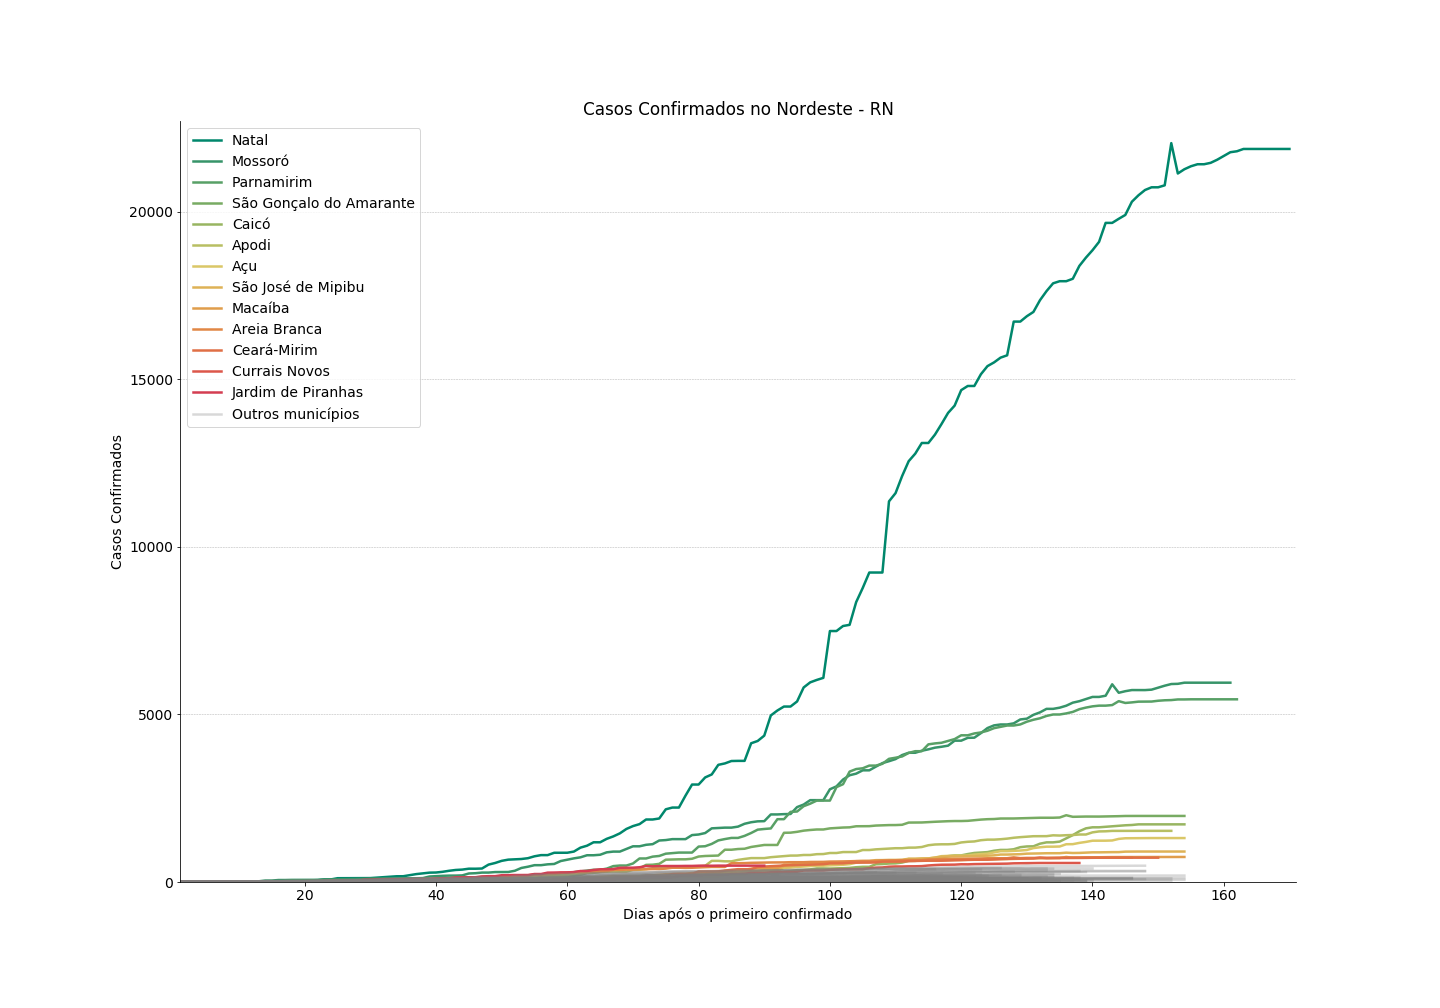 Casos Confirmados no Nordeste - RN
Natal
Mossoró
Parnamirim
São Gonçalo do Amarante
Caicó
Apodi
Açu
São José de Mipibu
Macaíba
Areia Branca
Ceará-Mirim
Currais Novos
Jardim de Piranhas
Outros municípios
Casos Confirmados
20000
15000
10000
5000
0
20 40 60 80 100 120 140 160
Dias após o primeiro confirmado